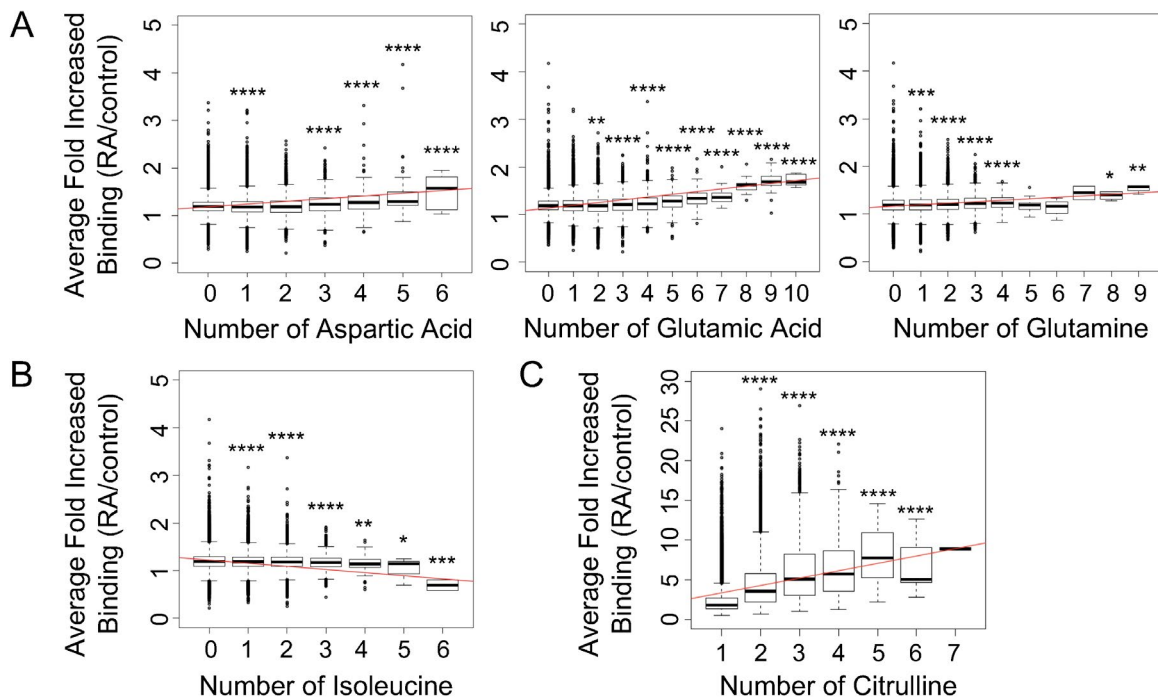 A
Average Fold Increased
Binding (RA/control)
5
4
3
2
1
0
**** **** **** **** ****
0 1 2 3 4 5 6
Number of Aspartic Acid
5
4
3
2
1
0
** **** **** **** **** **** **** **** ****
0 1 2 3 4 5 6 7 8 9 10
Number of Glutamic Acid
5
4
3
2
1
0
*** **** **** **** * **
0 1 2 3 4 5 6 7 8 9
Number of Glutamine
B
Average Fold Increased
Binding (RA/control)
5
4
3
2
1
0
**** **** **** ** * ***
0 1 2 3 4 5 6
Number of Isoleucine
C
Average Fold Increased
Binding (RA/control)
30
25
20
15
10
5
0
**** **** **** **** ****
1 2 3 4 5 6 7
Number of Citrulline